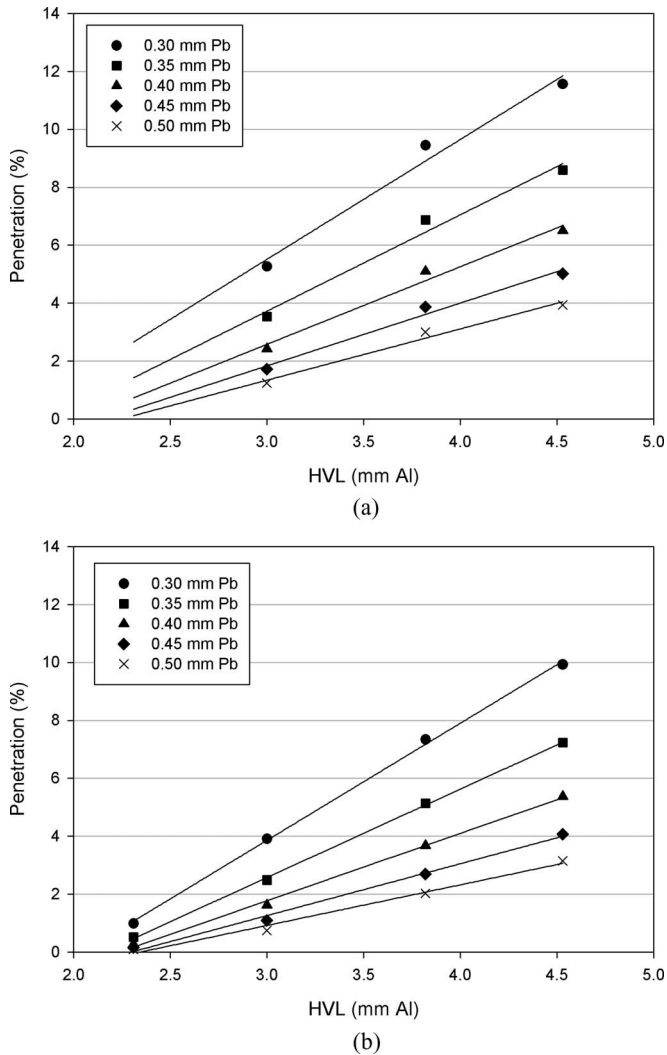 14
12
10
8
6
4
2
0
Penetration (%)
0.30 mm Pb
0.35 mm Pb
0.40 mm Pb
0.45 mm Pb
0.50 mm Pb
2.0 2.5 3.0 3.5 4.0 4.5 5.0
HVL (mm Al)
(a)
14
12
10
8
6
4
2
0
Penetration (%)
0.30 mm Pb
0.35 mm Pb
0.40 mm Pb
0.45 mm Pb
0.50 mm Pb
2.0 2.5 3.0 3.5 4.0 4.5 5.0
HVL (mm Al)
(b)